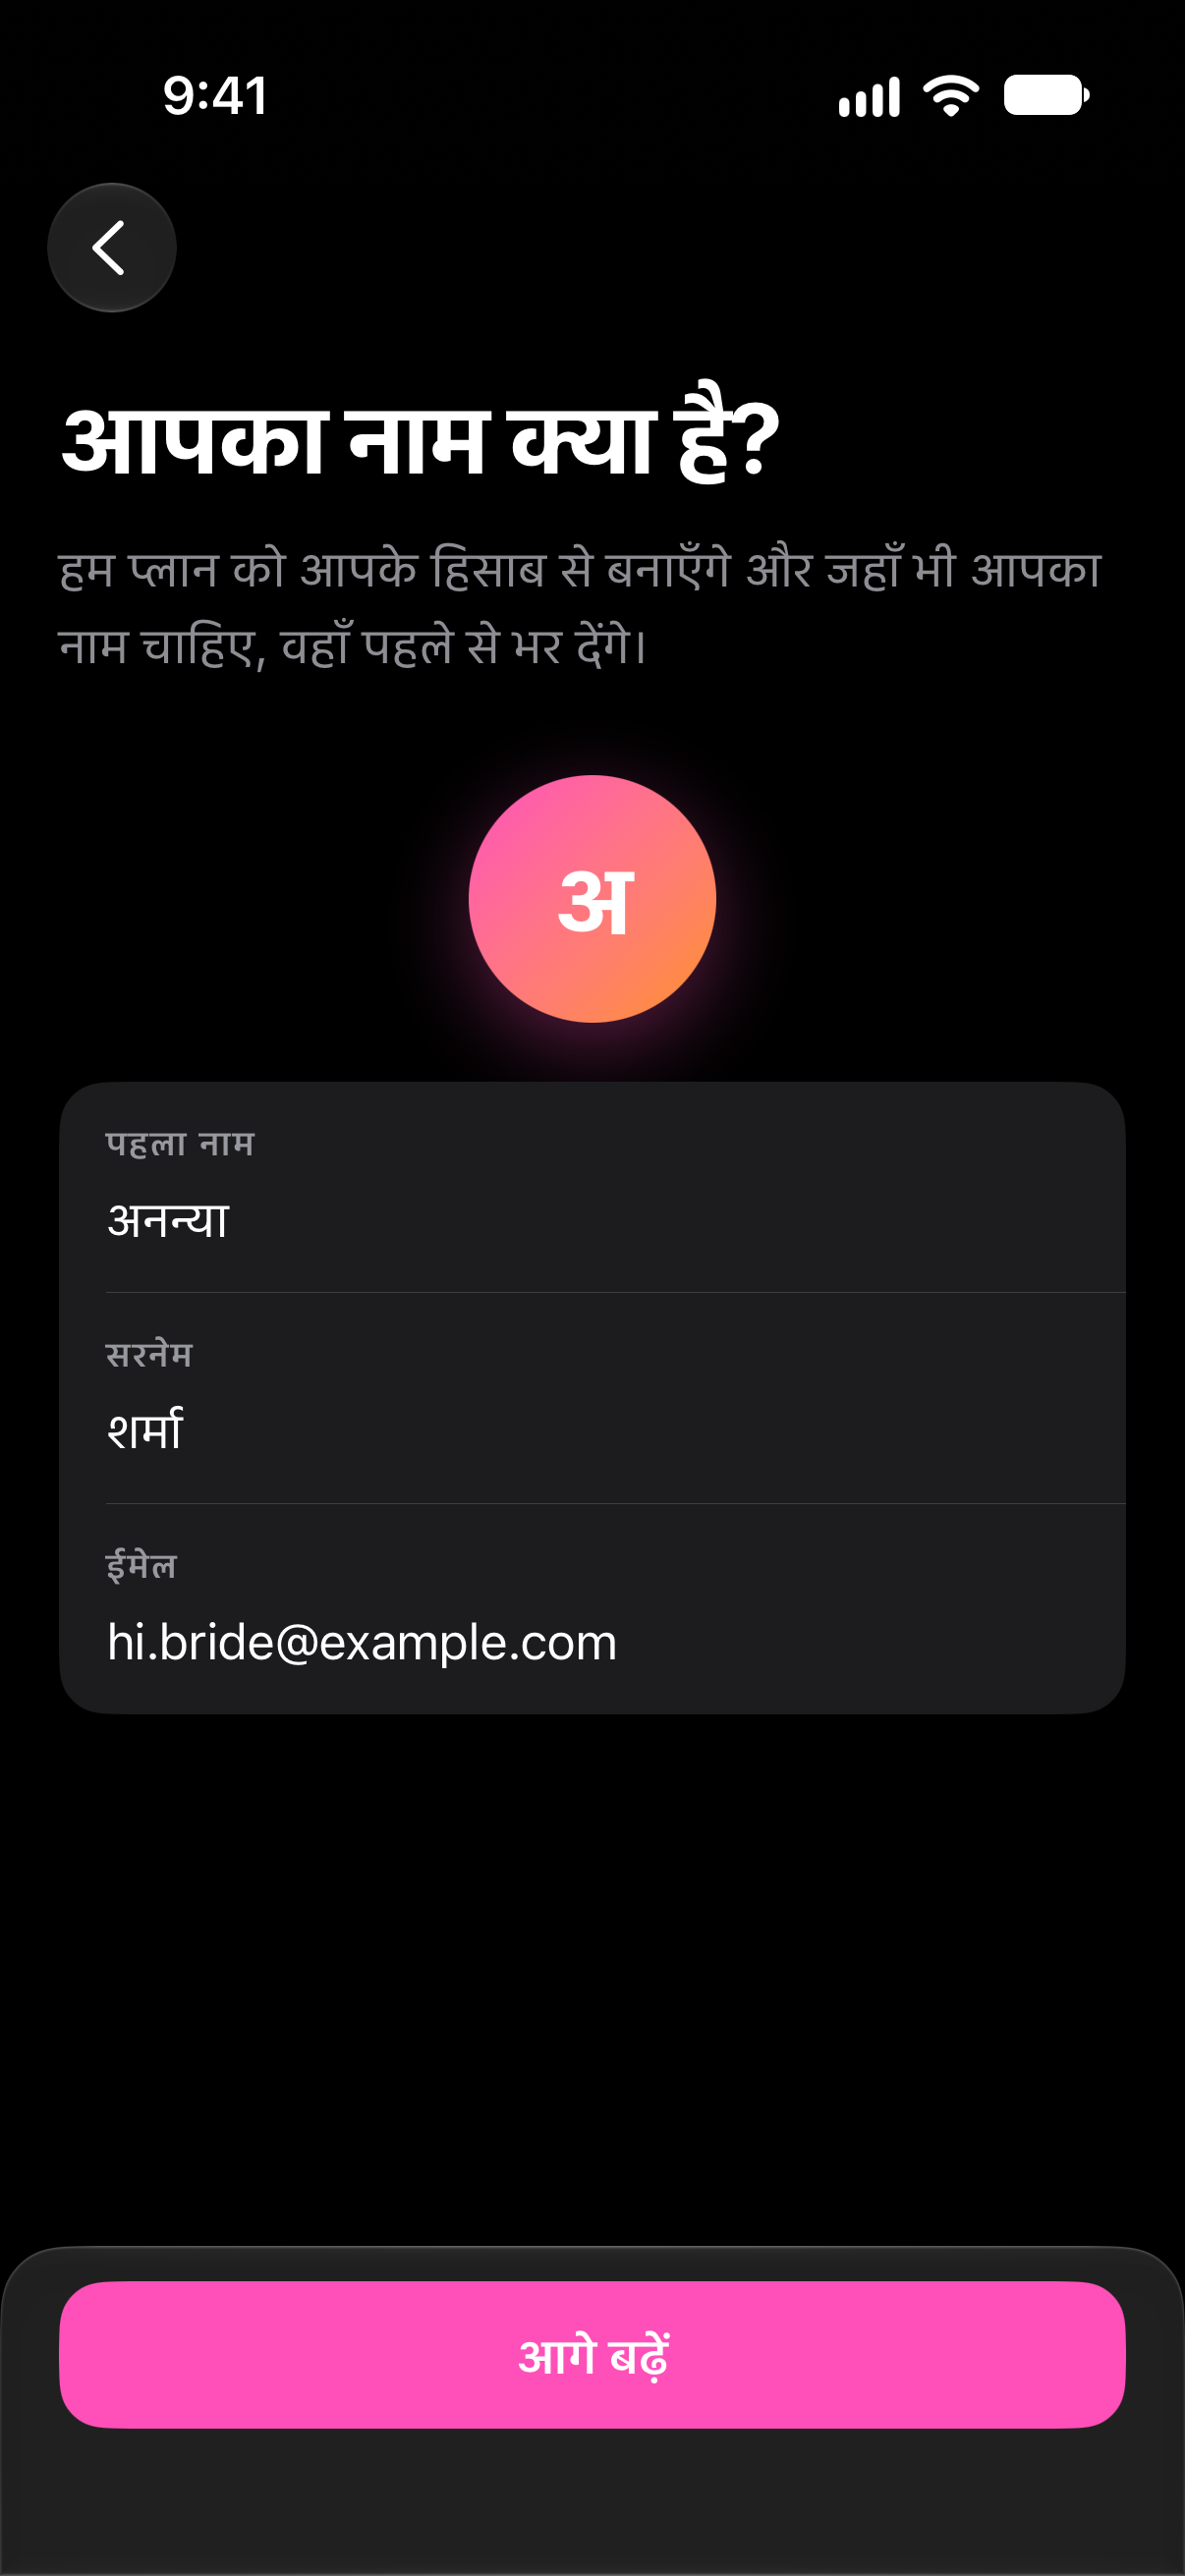 9:41
आपका नाम क्या है?
हम प्लान को आपके हिसाब से बनाएँगे और जहाँ भी आपका
नाम चाहिए, वहाँ पहले से भर देंगे।
अ
पहला नाम
अनन्या
सरनेम
शर्मा
ईमेल
hi.bride@example.com
आगे बढ़ें